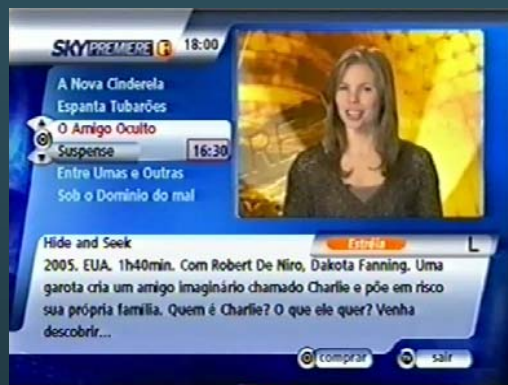 SKY PREMIERE 18:00
A Nova Cinderela
Espanta Tubarões
O Amigo Oculto
Suspense 16:30
Entre Umas e Outras
Sob o Domínio do mal
Hide and Seek Estréia L
2005. EUA. 1h40min. Com Robert De Niro, Dakota Fanning. Uma
garota cria um amigo imaginário chamado Charlie e põe em risco
sua própria família. Quem é Charlie? O que ele quer? Venha
descobrir...
comprar sair